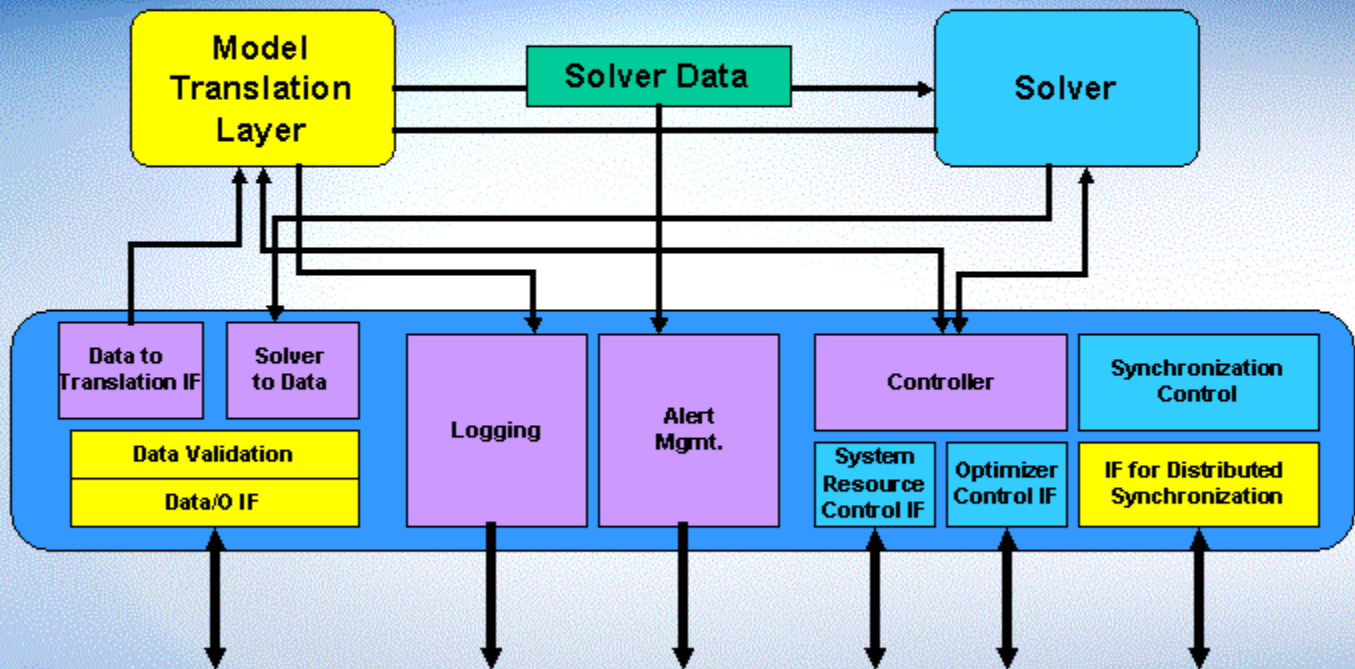 Model
Translation
Layer
Solver Data
Solver
Data to
Translation IF
Solver
to Data
Logging
Alert
Mgmt.
Controller
Synchronization
Control
Data Validation
Data/O IF
System
Resource
Control IF
Optimizer
Control IF
IF for Distributed
Synchronization